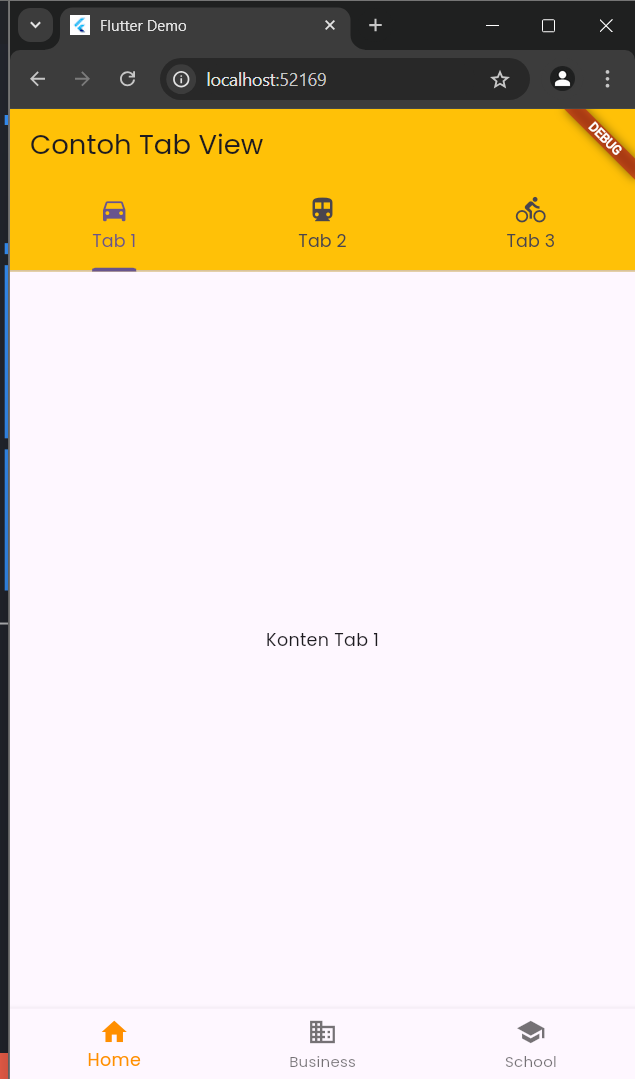 Flutter Demo
localhost:52169
Contoh Tab View
DEBUG
Tab 1
Tab 2
Tab 3
Konten Tab 1
Home
Business
School